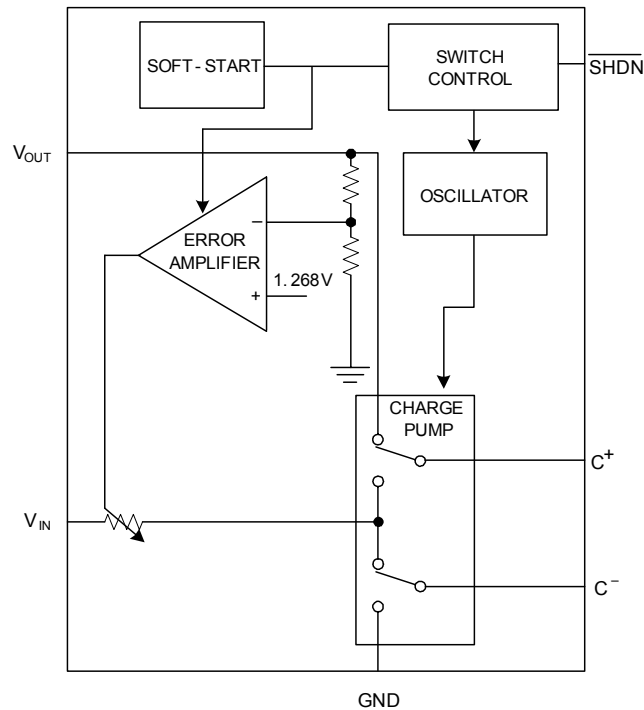 SOFT - START
SWITCH
CONTROL
SHDN
VOUT
OSCILLATOR
−
ERROR
AMPLIFIER
1.268V
+
CHARGE
PUMP
C+
VIN
C−
GND